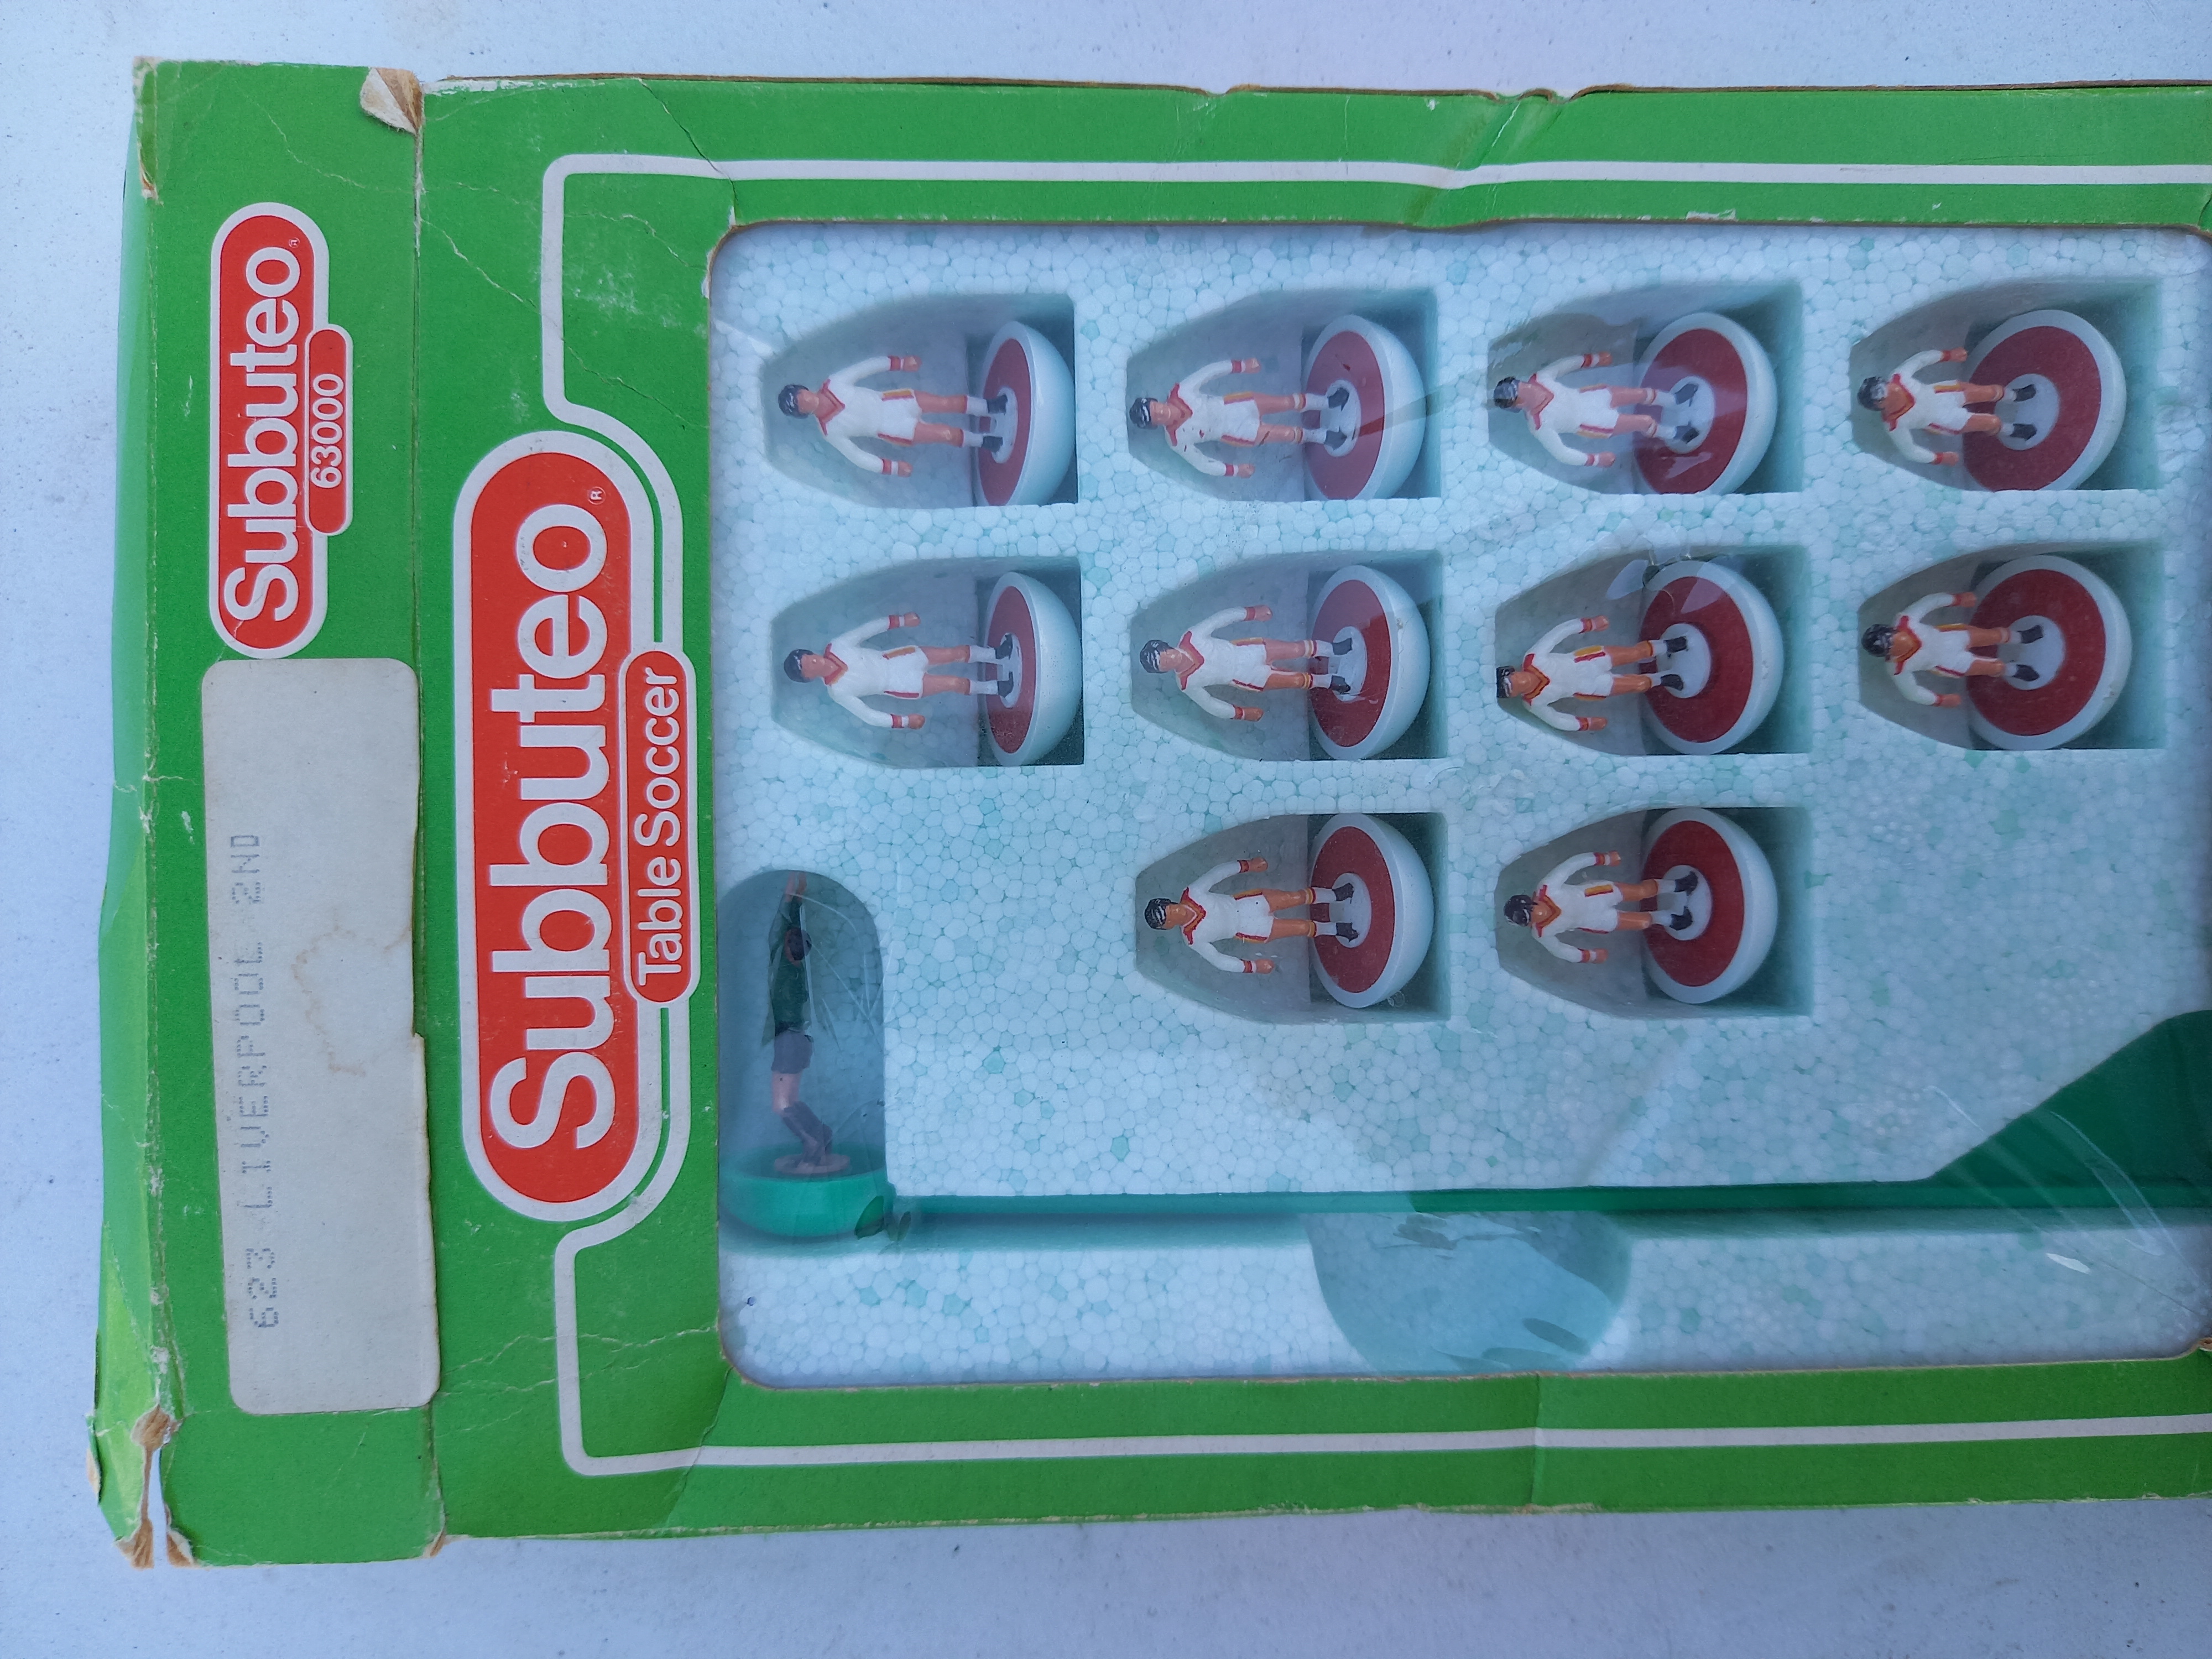 Subbuteo®
63000
623 LIVERPOOL 2ND
Subbuteo®
Table Soccer